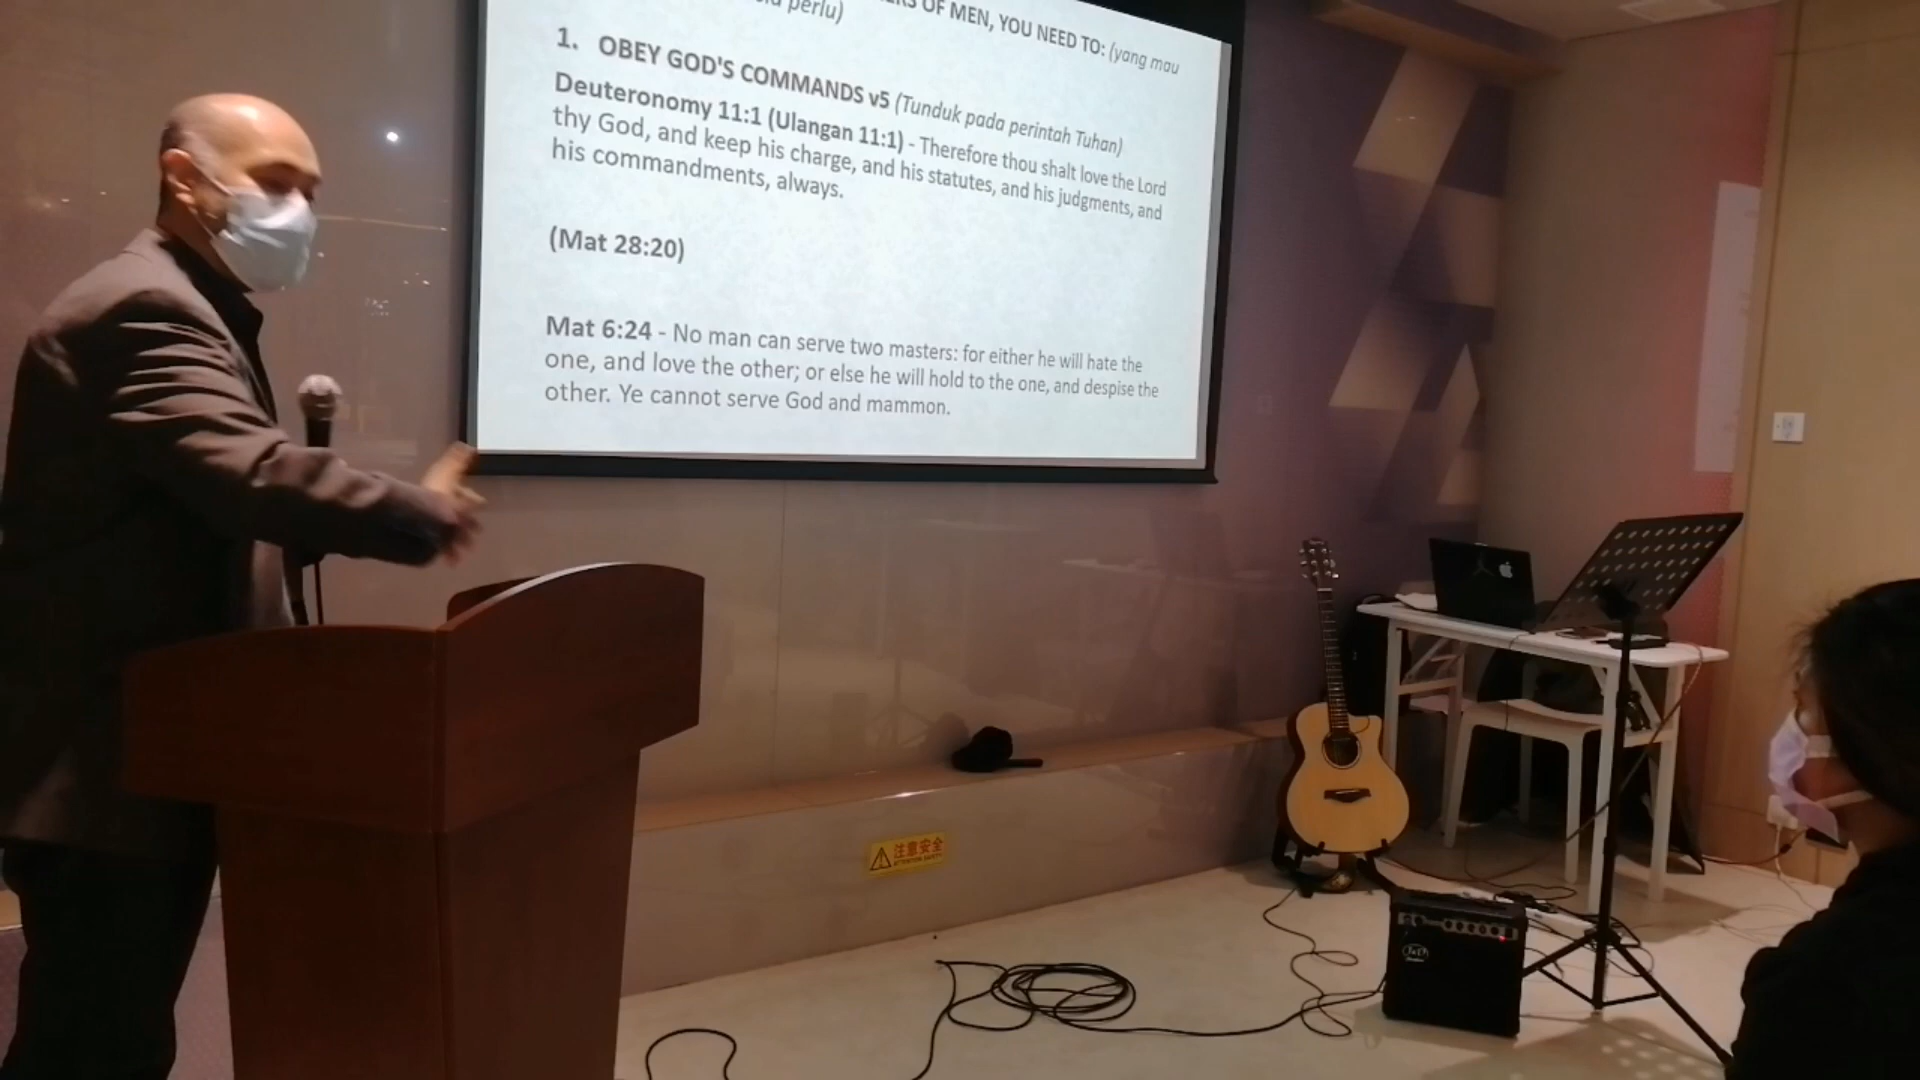 OF MEN, YOU NEED TO: (yang mau
perlu)
1. OBEY GOD'S COMMANDS v5 (Tunduk pada perintah Tuhan)
Deuteronomy 11:1 (Ulangan 11:1) - Therefore thou shalt love the Lord
thy God, and keep his charge, and his statutes, and his judgments, and
his commandments, always.
(Mat 28:20)
Mat 6:24 - No man can serve two masters: for either he will hate the
one, and love the other; or else he will hold to the one, and despise the
other. Ye cannot serve God and mammon.
注意安全
ATTENTION SAFETY